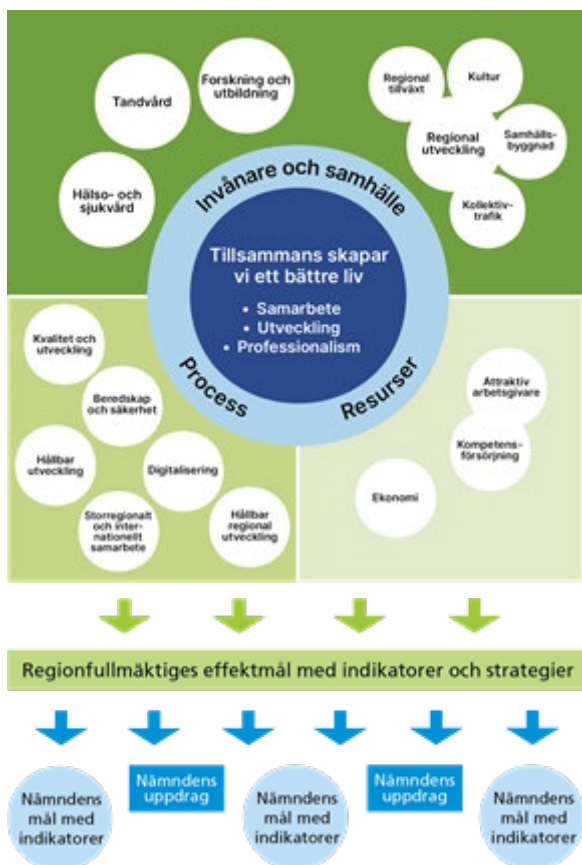 Forskning och
utbildning
Tandvård
Hälso- och
sjukvård
Regional
tillväxt
Kultur
Regional
utveckling
Samhälls-
byggnad
Kollektiv-
trafik
Invånare och samhälle
Tillsammans skapar
vi ett bättre liv
• Samarbete
• Utveckling
• Professionalism
Process
Resurser
Kvalitet och
utveckling
Beredskap
och säkerhet
Hållbar
utveckling
Digitalisering
Storregionalt
och inter-
nationellt
samarbete
Hållbar
regional
utveckling
Attraktiv
arbetsgivare
Kompetens-
försörjning
Ekonomi
Regionfullmäktiges effektmål med indikatorer och strategier
Nämndens
mål med
indikatorer
Nämndens
uppdrag
Nämndens
mål med
indikatorer
Nämndens
uppdrag
Nämndens
mål med
indikatorer